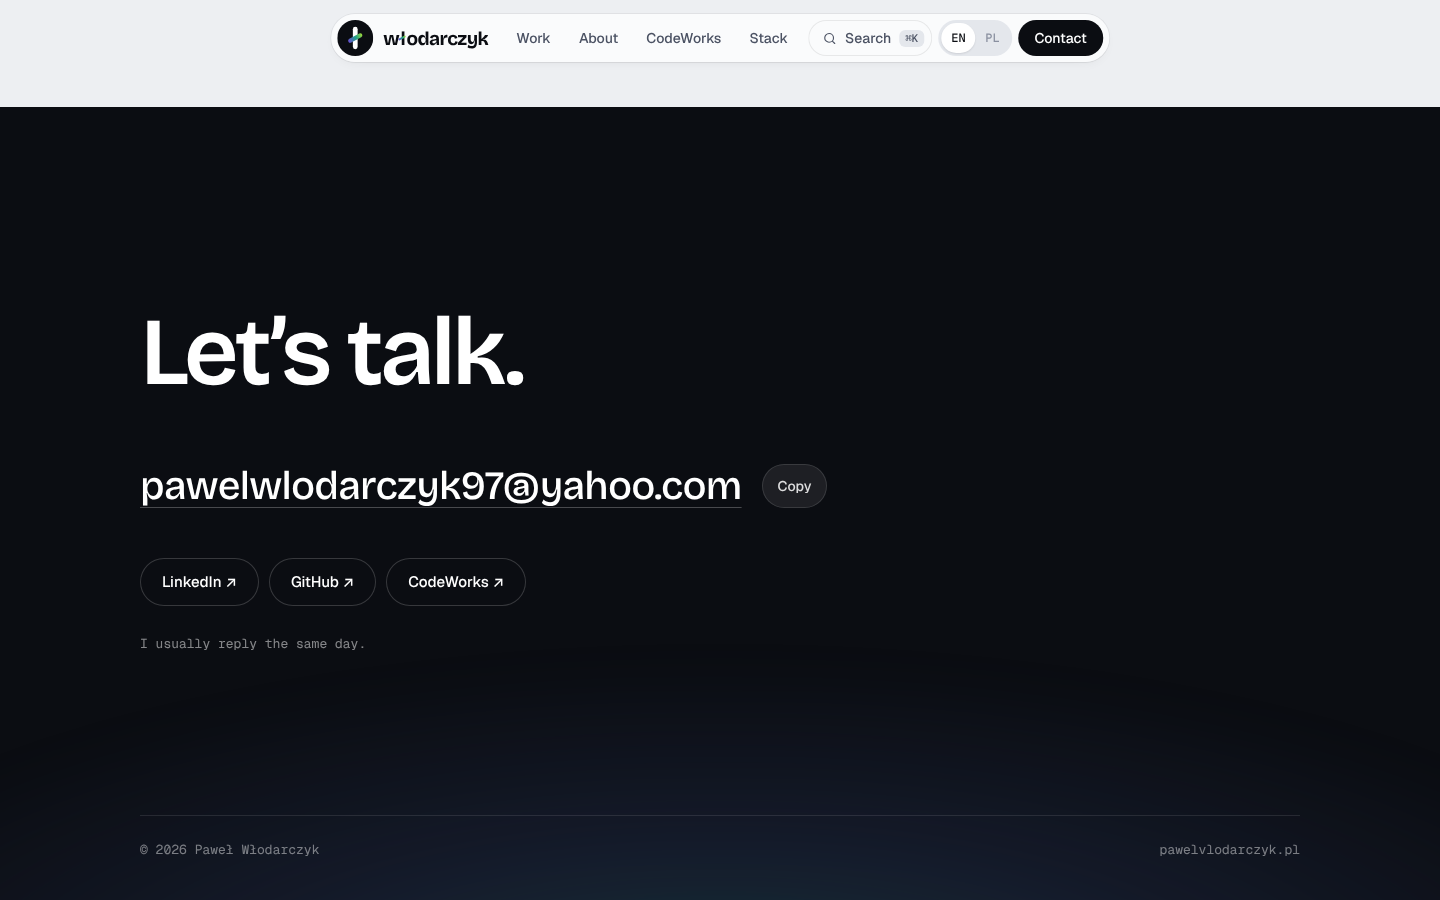 włodarczyk Work About CodeWorks Stack Search ⌘K EN PL Contact
Let’s talk.
pawelwlodarczyk97@yahoo.com Copy
LinkedIn ↗ GitHub ↗ CodeWorks ↗
I usually reply the same day.
© 2026 Paweł Włodarczyk pawelvlodarczyk.pl